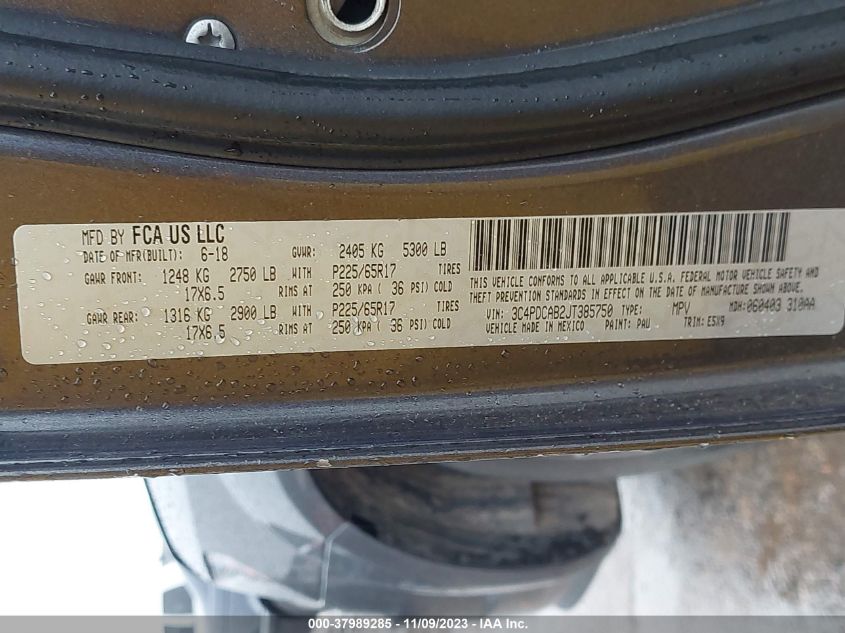 MFD BY FCA US LLC
DATE OF MFR(BUILT): 6-18 GVWR: 2405 KG 5300 LB
GAWR FRONT: 1248 KG 2750 LB WITH P225/65R17 TIRES
17X6.5 RIMS AT 250 KPA ( 36 PSI) COLD
GAWR REAR: 1316 KG 2900 LB WITH P225/65R17 TIRES
17X6.5 RIMS AT 250 KPA ( 36 PSI) COLD
THIS VEHICLE CONFORMS TO ALL APPLICABLE U.S.A. FEDERAL MOTOR VEHICLE SAFETY AND
THEFT PREVENTION STANDARDS IN EFFECT ON THE DATE OF MANUFACTURE SHOWN ABOVE.
VIN: 3C4PDCAB2JT385750 TYPE: MPV MDH: 060403 310AA
VEHICLE MADE IN MEXICO PAINT: PAU TRIM: E5X9
000-37989285 - 11/09/2023 - IAA Inc.